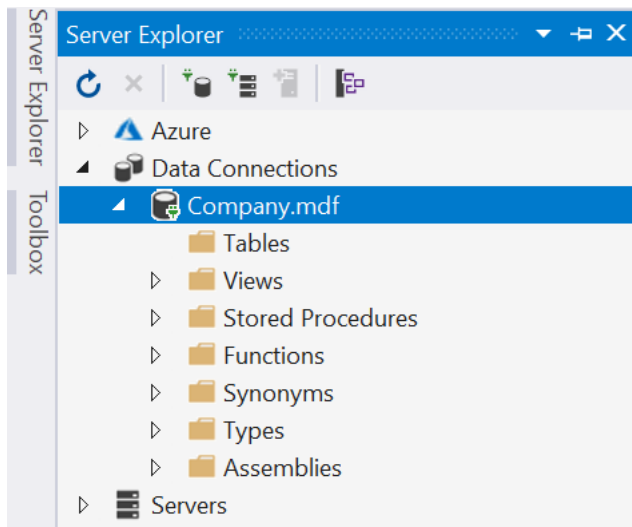 Server Explorer
Toolbox
Server Explorer
Azure
Data Connections
Company.mdf
Tables
Views
Stored Procedures
Functions
Synonyms
Types
Assemblies
Servers